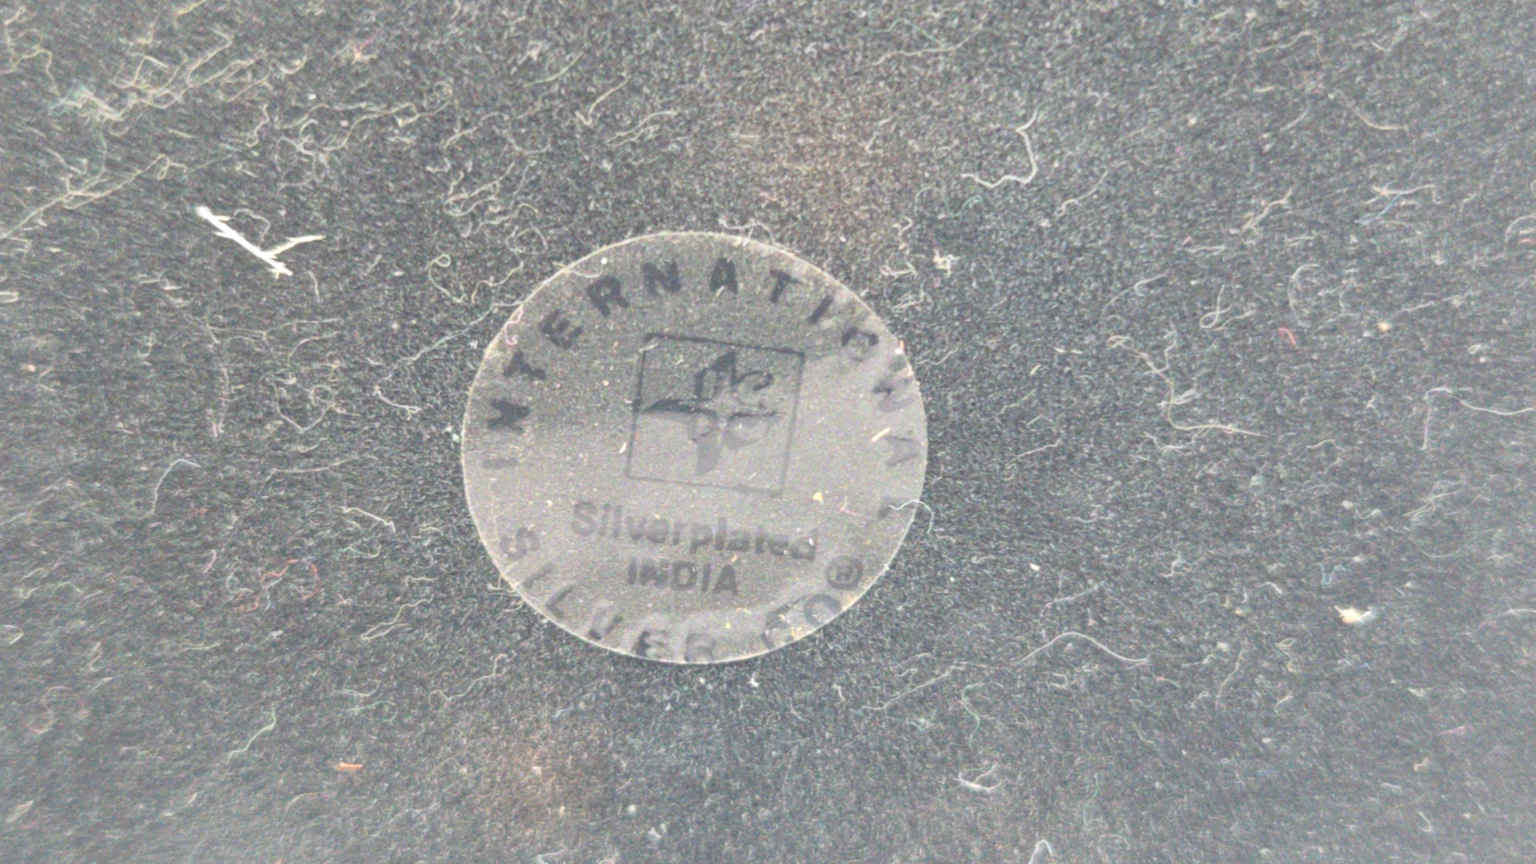 INTERNATIONAL
Silverplated
INDIA
SILVER CO®